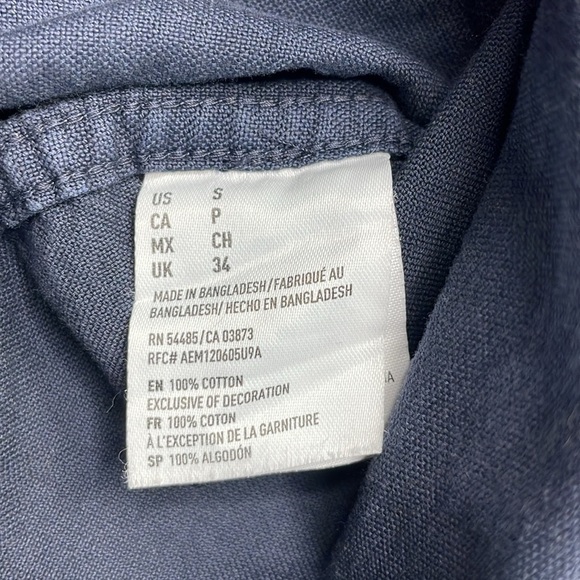 US S
CA P
MX CH
UK 34
MADE IN BANGLADESH/FABRIQUÉ AU
BANGLADESH/ HECHO EN BANGLADESH
RN 54485/CA 03873
RFC# AEM120605U9A
EN 100% COTTON
EXCLUSIVE OF DECORATION
FR 100% COTON
À L'EXCEPTION DE LA GARNITURE
SP 100% ALGODÓN